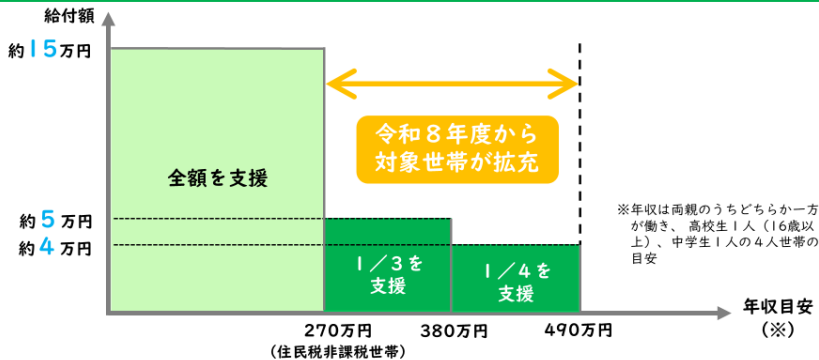 給付額
約15万円
令和8年度から
対象世帯が拡充
全額を支援
約5万円
約4万円
1/3を
支援
1/4を
支援
※年収は両親のうちどちらか一方
が働き、高校生1人(16歳以
上)、中学生1人の4人世帯の
目安
270万円
(住民税非課税世帯)
380万円
490万円
年収目安
(※)